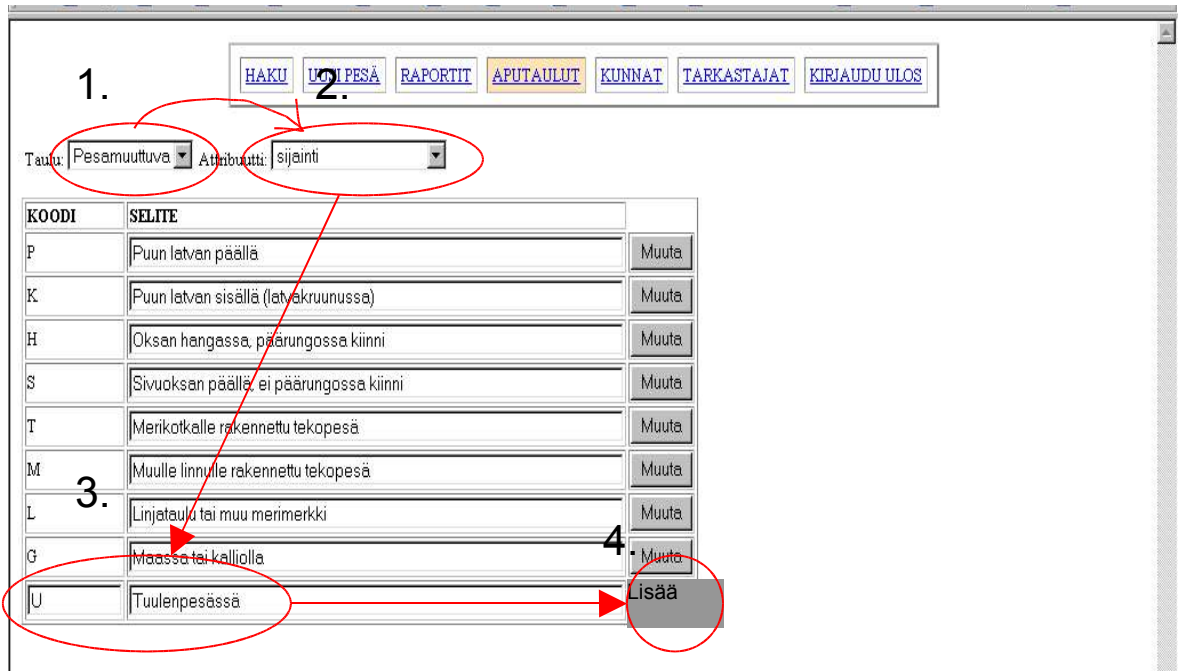 HAKU UUSI PESÄ RAPORTIT APUTAULUT KUNNAT TARKASTAJAT KIRJAUDU ULOS
1. 2.
Taulu: Pesamuuttuva Attribuutti: sijainti
KOODI SELITE
P Puun latvan päällä Muuta
K Puun latvan sisällä (latvakruunussa) Muuta
H Oksan hangassa, päärungossa kiinni Muuta
S Sivuoksan päällä, ei päärungossa kiinni Muuta
T Merikotkalle rakennettu tekopesä Muuta
M Muulle linnulle rakennettu tekopesä Muuta
3.
L Linjataulu tai muu merimerkki Muuta
4.
G Maassa tai kalliolla Muuta
U Tuulenpesässä Lisää